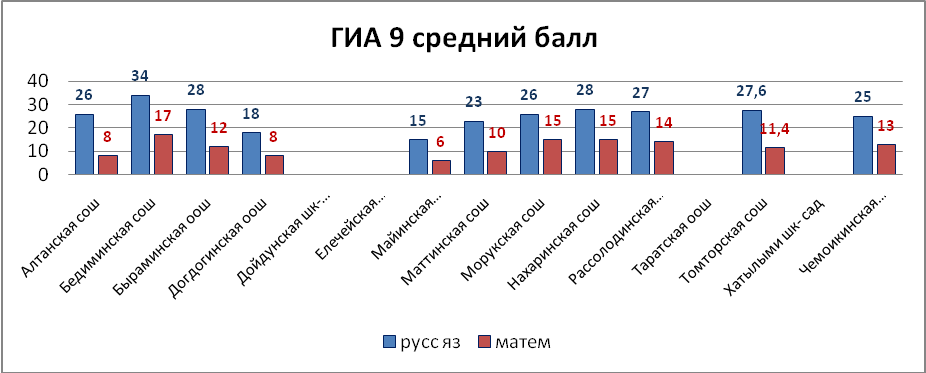 ГИА 9 средний балл
40
30
20
10
0
26
8
34
17
28
12
18
8
15
6
23
10
26
15
28
15
27
14
27,6
11,4
25
13
Алтанская сош
Бедиминская сош
Быраминская оош
Догдогинская оош
Дойдунская шк-...
Елечейская...
Майинская...
Маттинская сош
Морукская сош
Нахаринская сош
Рассолодинская...
Таратская оош
Томторская сош
Хатылыми шк- сад
Чемоикинская...
русс яз
матем